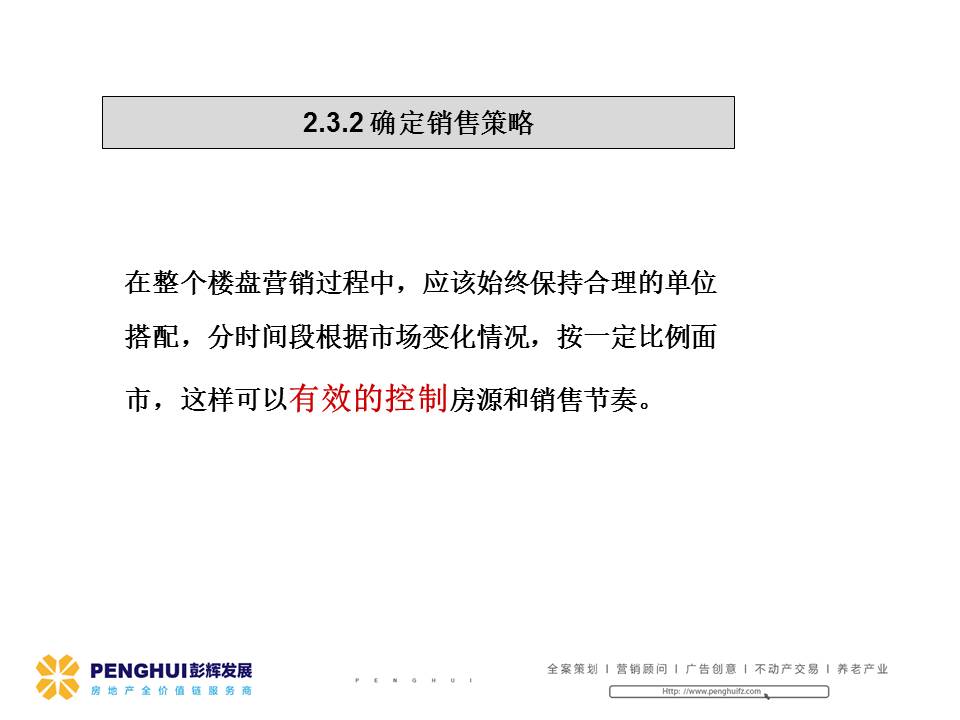 2.3.2 确定销售策略
在整个楼盘营销过程中，应该始终保持合理的单位
搭配，分时间段根据市场变化情况，按一定比例面
市，这样可以有效的控制房源和销售节奏。
PENGHUI彭辉发展
房地产全价值链服务商
PENGHUI
全案策划 | 营销顾问 | 广告创意 | 不动产交易 | 养老产业
Http: //www.penghuifz.com